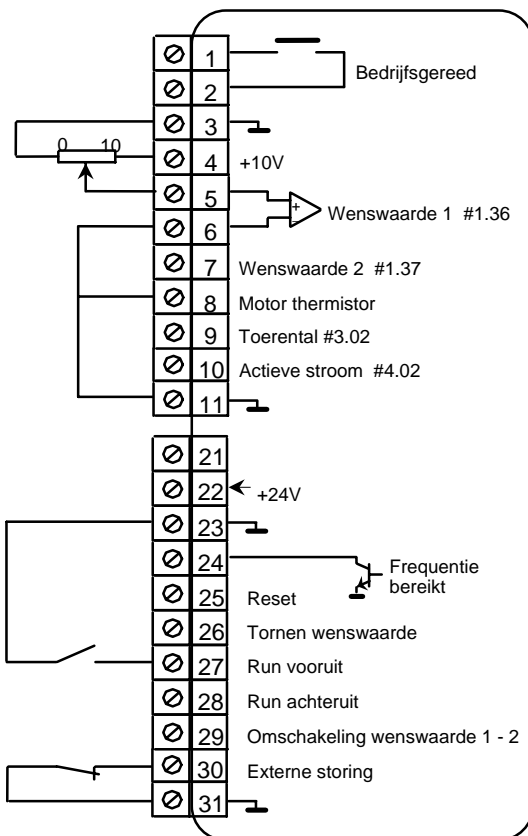 1
Bedrijfsgereed
2
3
0 10
4 +10V
5
Wenswaarde 1 #1.36
6
7 Wenswaarde 2 #1.37
8 Motor thermistor
9 Toerental #3.02
10 Actieve stroom #4.02
11
21
22 +24V
23
24 Frequentie
bereikt
25 Reset
26 Tornen wenswaarde
27 Run vooruit
28 Run achteruit
29 Omschakeling wenswaarde 1 - 2
30 Externe storing
31